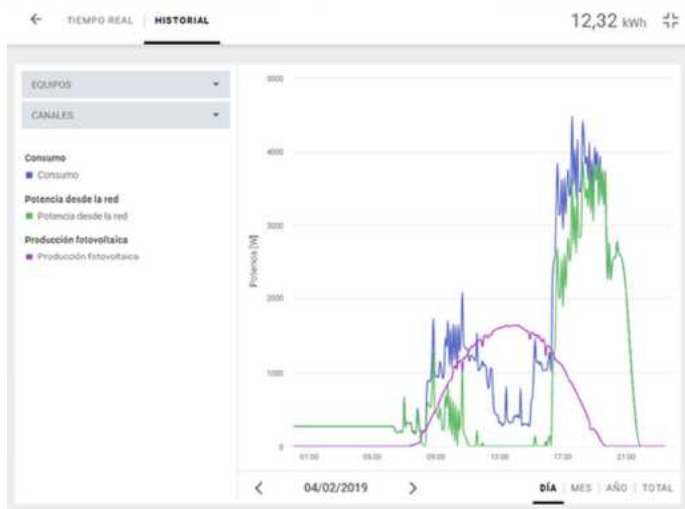 TIEMPO REAL
HISTORIAL
12,32 kWh
EQUIPOS
CANALES
Consumo
Consumo
Potencia desde la red
Potencia desde la red
Producción fotovoltaica
Producción fotovoltaica
Potencia [W]
5000
4000
3000
2000
1000
0
01:00 05:00 09:00 13:00 17:00 21:00
04/02/2019
DÍA MES AÑO TOTAL